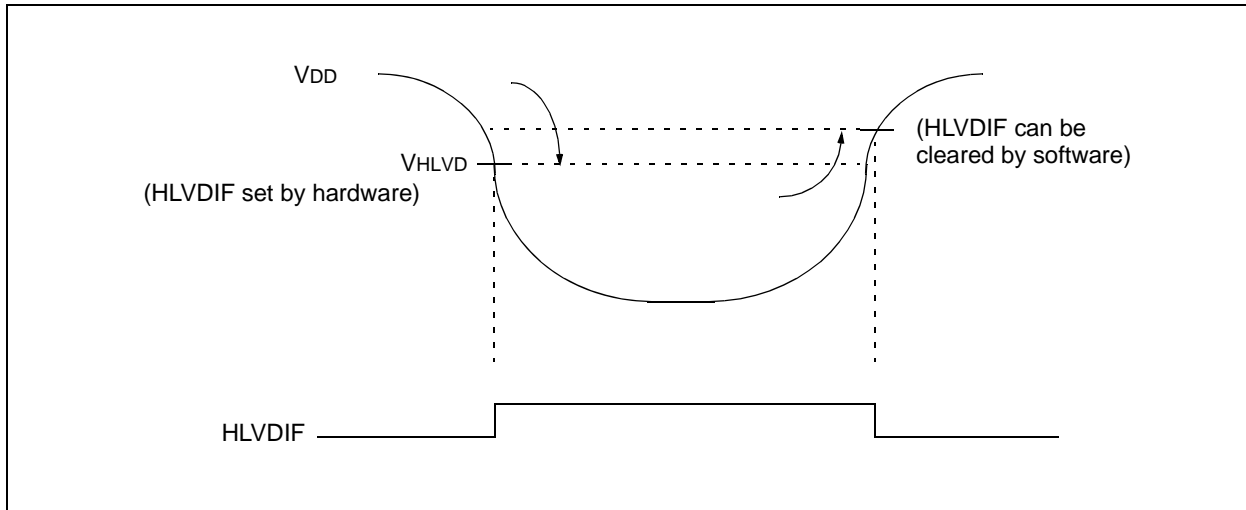 VDD
(HLVDIF can be
cleared by software)
VHLVD
(HLVDIF set by hardware)
HLVDIF